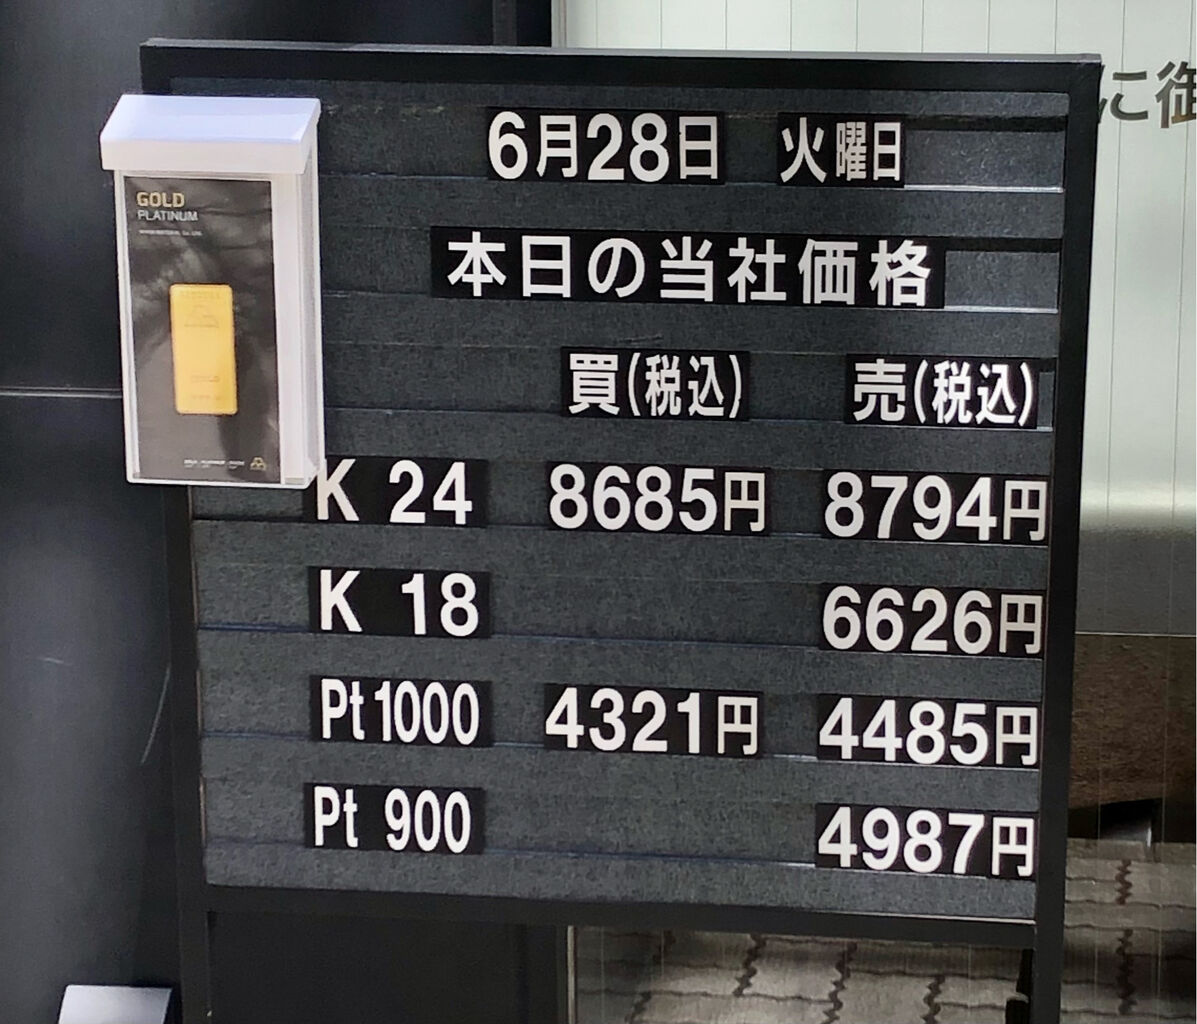 に御
6月28日 火曜日
GOLD
PLATINUM
本日の当社価格
買(税込) 売(税込)
K 24 8685円 8794円
K 18 6626円
Pt1000 4321円 4485円
Pt 900 4987円